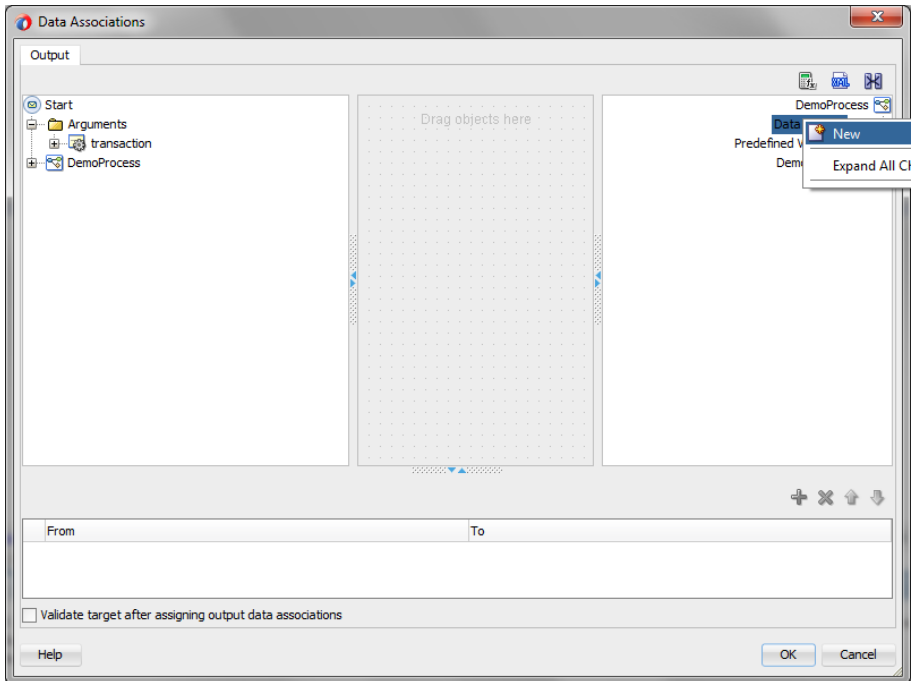 Data Associations
Output
Start
Arguments
transaction
DemoProcess
Drag objects here
DemoProcess
Data
Predefined
New
Expand All
From
To
Validate target after assigning output data associations
Help
OK
Cancel